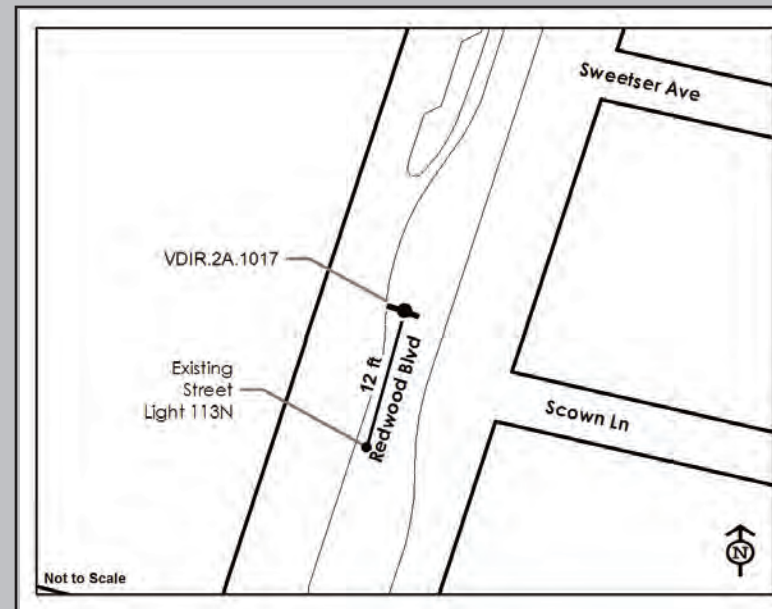 Sweetser Ave
VDIR.2A.1017
12 ft
Redwood Blvd
Existing
Street
Light 113N
Scown Ln
N
Not to Scale